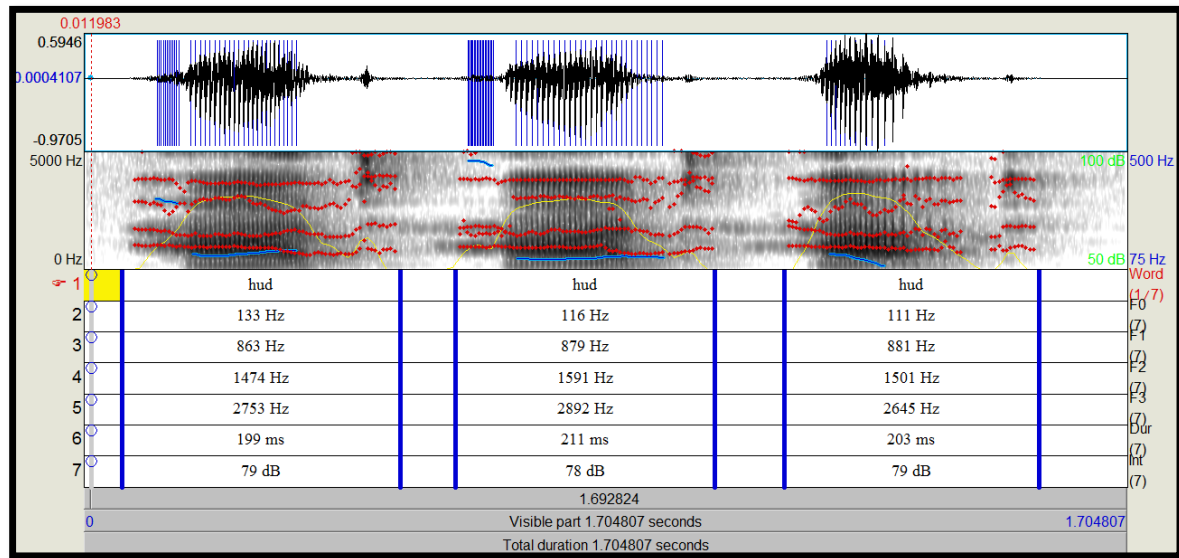 0.011983
0.5946
0.0004107
-0.9705
5000 Hz 100 dB 500 Hz
0 Hz 50 dB 75 Hz
1 hud hud hud Word (1/7)
2 133 Hz 116 Hz 111 Hz F0 (7)
3 863 Hz 879 Hz 881 Hz F1 (7)
4 1474 Hz 1591 Hz 1501 Hz F2 (7)
5 2753 Hz 2892 Hz 2645 Hz F3 (7)
6 199 ms 211 ms 203 ms Dur (7)
7 79 dB 78 dB 79 dB Int (7)
1.692824
0 Visible part 1.704807 seconds 1.704807
Total duration 1.704807 seconds